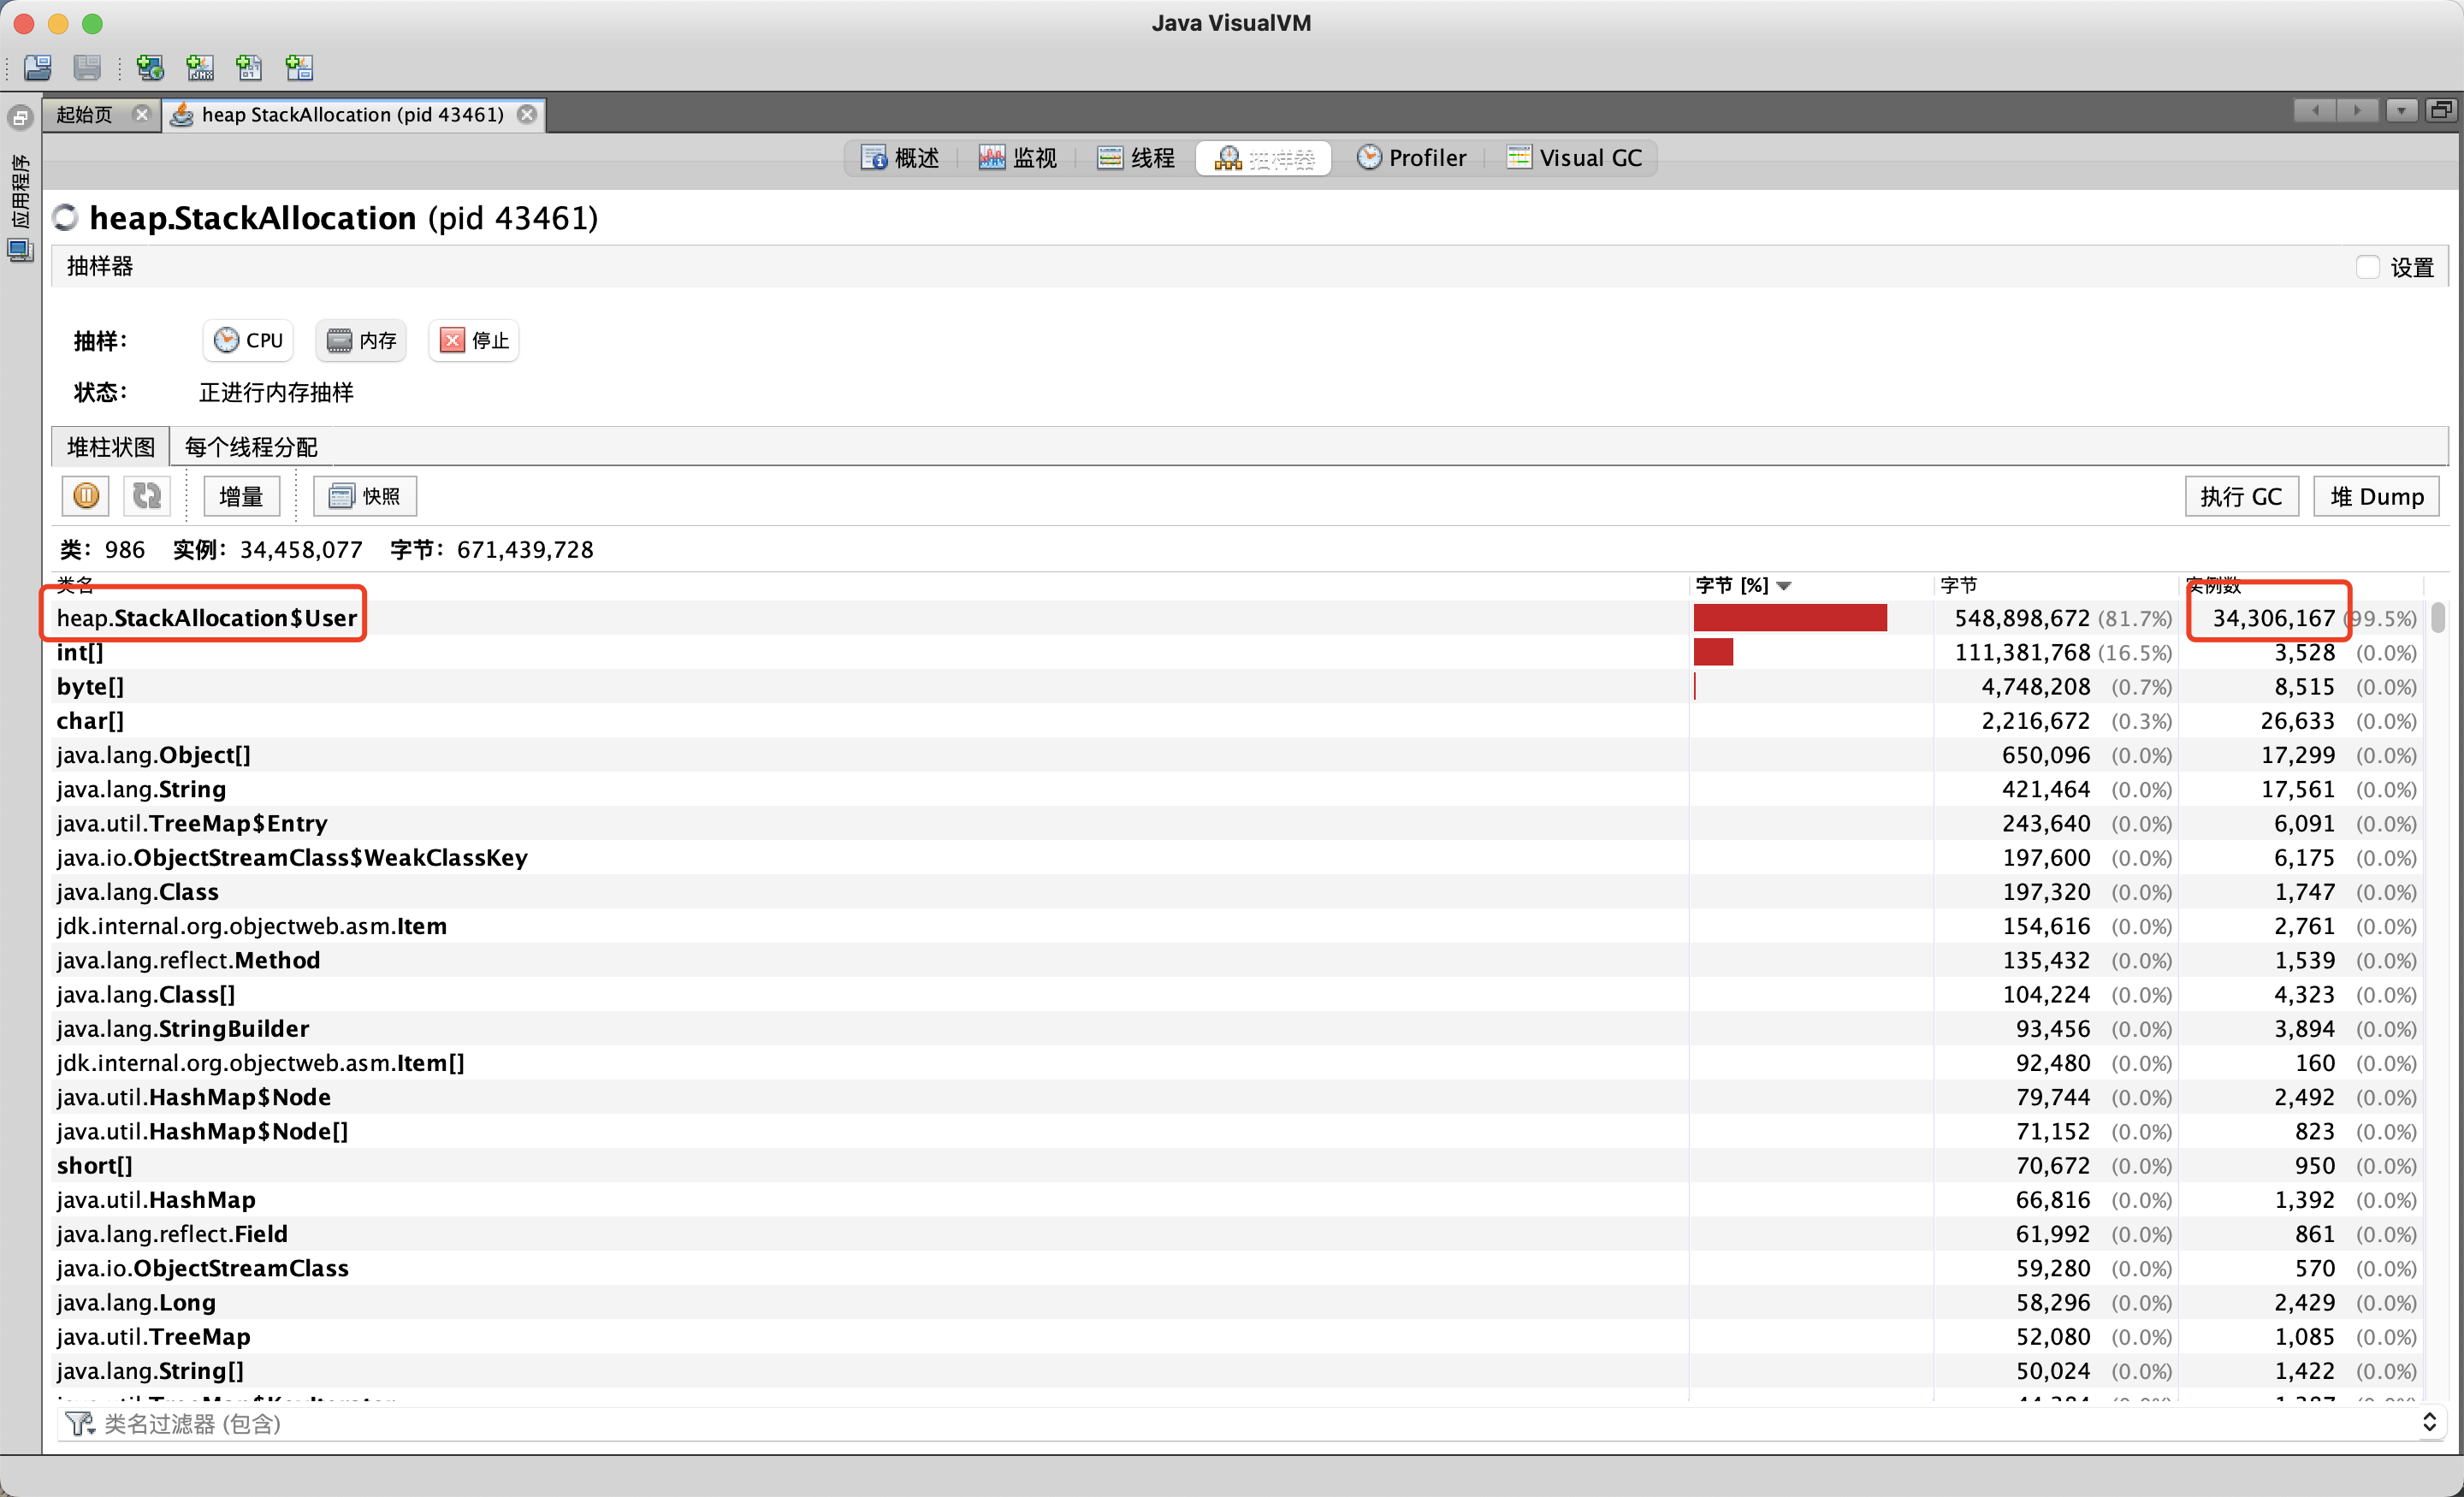 Java VisualVM
起始页
heap StackAllocation (pid 43461)
应用程序
概述
监视
线程
抽样器
Profiler
Visual GC
heap.StackAllocation (pid 43461)
抽样器
设置
抽样：
CPU
内存
停止
状态：
正进行内存抽样
堆柱状图
每个线程分配
增量
快照
执行 GC
堆 Dump
类： 986 实例： 34,458,077 字节： 671,439,728
类名 字节 [%] 字节 实例数
heap.StackAllocation$User 548,898,672 (81.7%) 34,306,167 (99.5%)
int[] 111,381,768 (16.5%) 3,528 (0.0%)
byte[] 4,748,208 (0.7%) 8,515 (0.0%)
char[] 2,216,672 (0.3%) 26,633 (0.0%)
java.lang.Object[] 650,096 (0.0%) 17,299 (0.0%)
java.lang.String 421,464 (0.0%) 17,561 (0.0%)
java.util.TreeMap$Entry 243,640 (0.0%) 6,091 (0.0%)
java.io.ObjectStreamClass$WeakClassKey 197,600 (0.0%) 6,175 (0.0%)
java.lang.Class 197,320 (0.0%) 1,747 (0.0%)
jdk.internal.org.objectweb.asm.Item 154,616 (0.0%) 2,761 (0.0%)
java.lang.reflect.Method 135,432 (0.0%) 1,539 (0.0%)
java.lang.Class[] 104,224 (0.0%) 4,323 (0.0%)
java.lang.StringBuilder 93,456 (0.0%) 3,894 (0.0%)
jdk.internal.org.objectweb.asm.Item[] 92,480 (0.0%) 160 (0.0%)
java.util.HashMap$Node 79,744 (0.0%) 2,492 (0.0%)
java.util.HashMap$Node[] 71,152 (0.0%) 823 (0.0%)
short[] 70,672 (0.0%) 950 (0.0%)
java.util.HashMap 66,816 (0.0%) 1,392 (0.0%)
java.lang.reflect.Field 61,992 (0.0%) 861 (0.0%)
java.io.ObjectStreamClass 59,280 (0.0%) 570 (0.0%)
java.lang.Long 58,296 (0.0%) 2,429 (0.0%)
java.util.TreeMap 52,080 (0.0%) 1,085 (0.0%)
java.lang.String[] 50,024 (0.0%) 1,422 (0.0%)
类名过滤器 (包含)